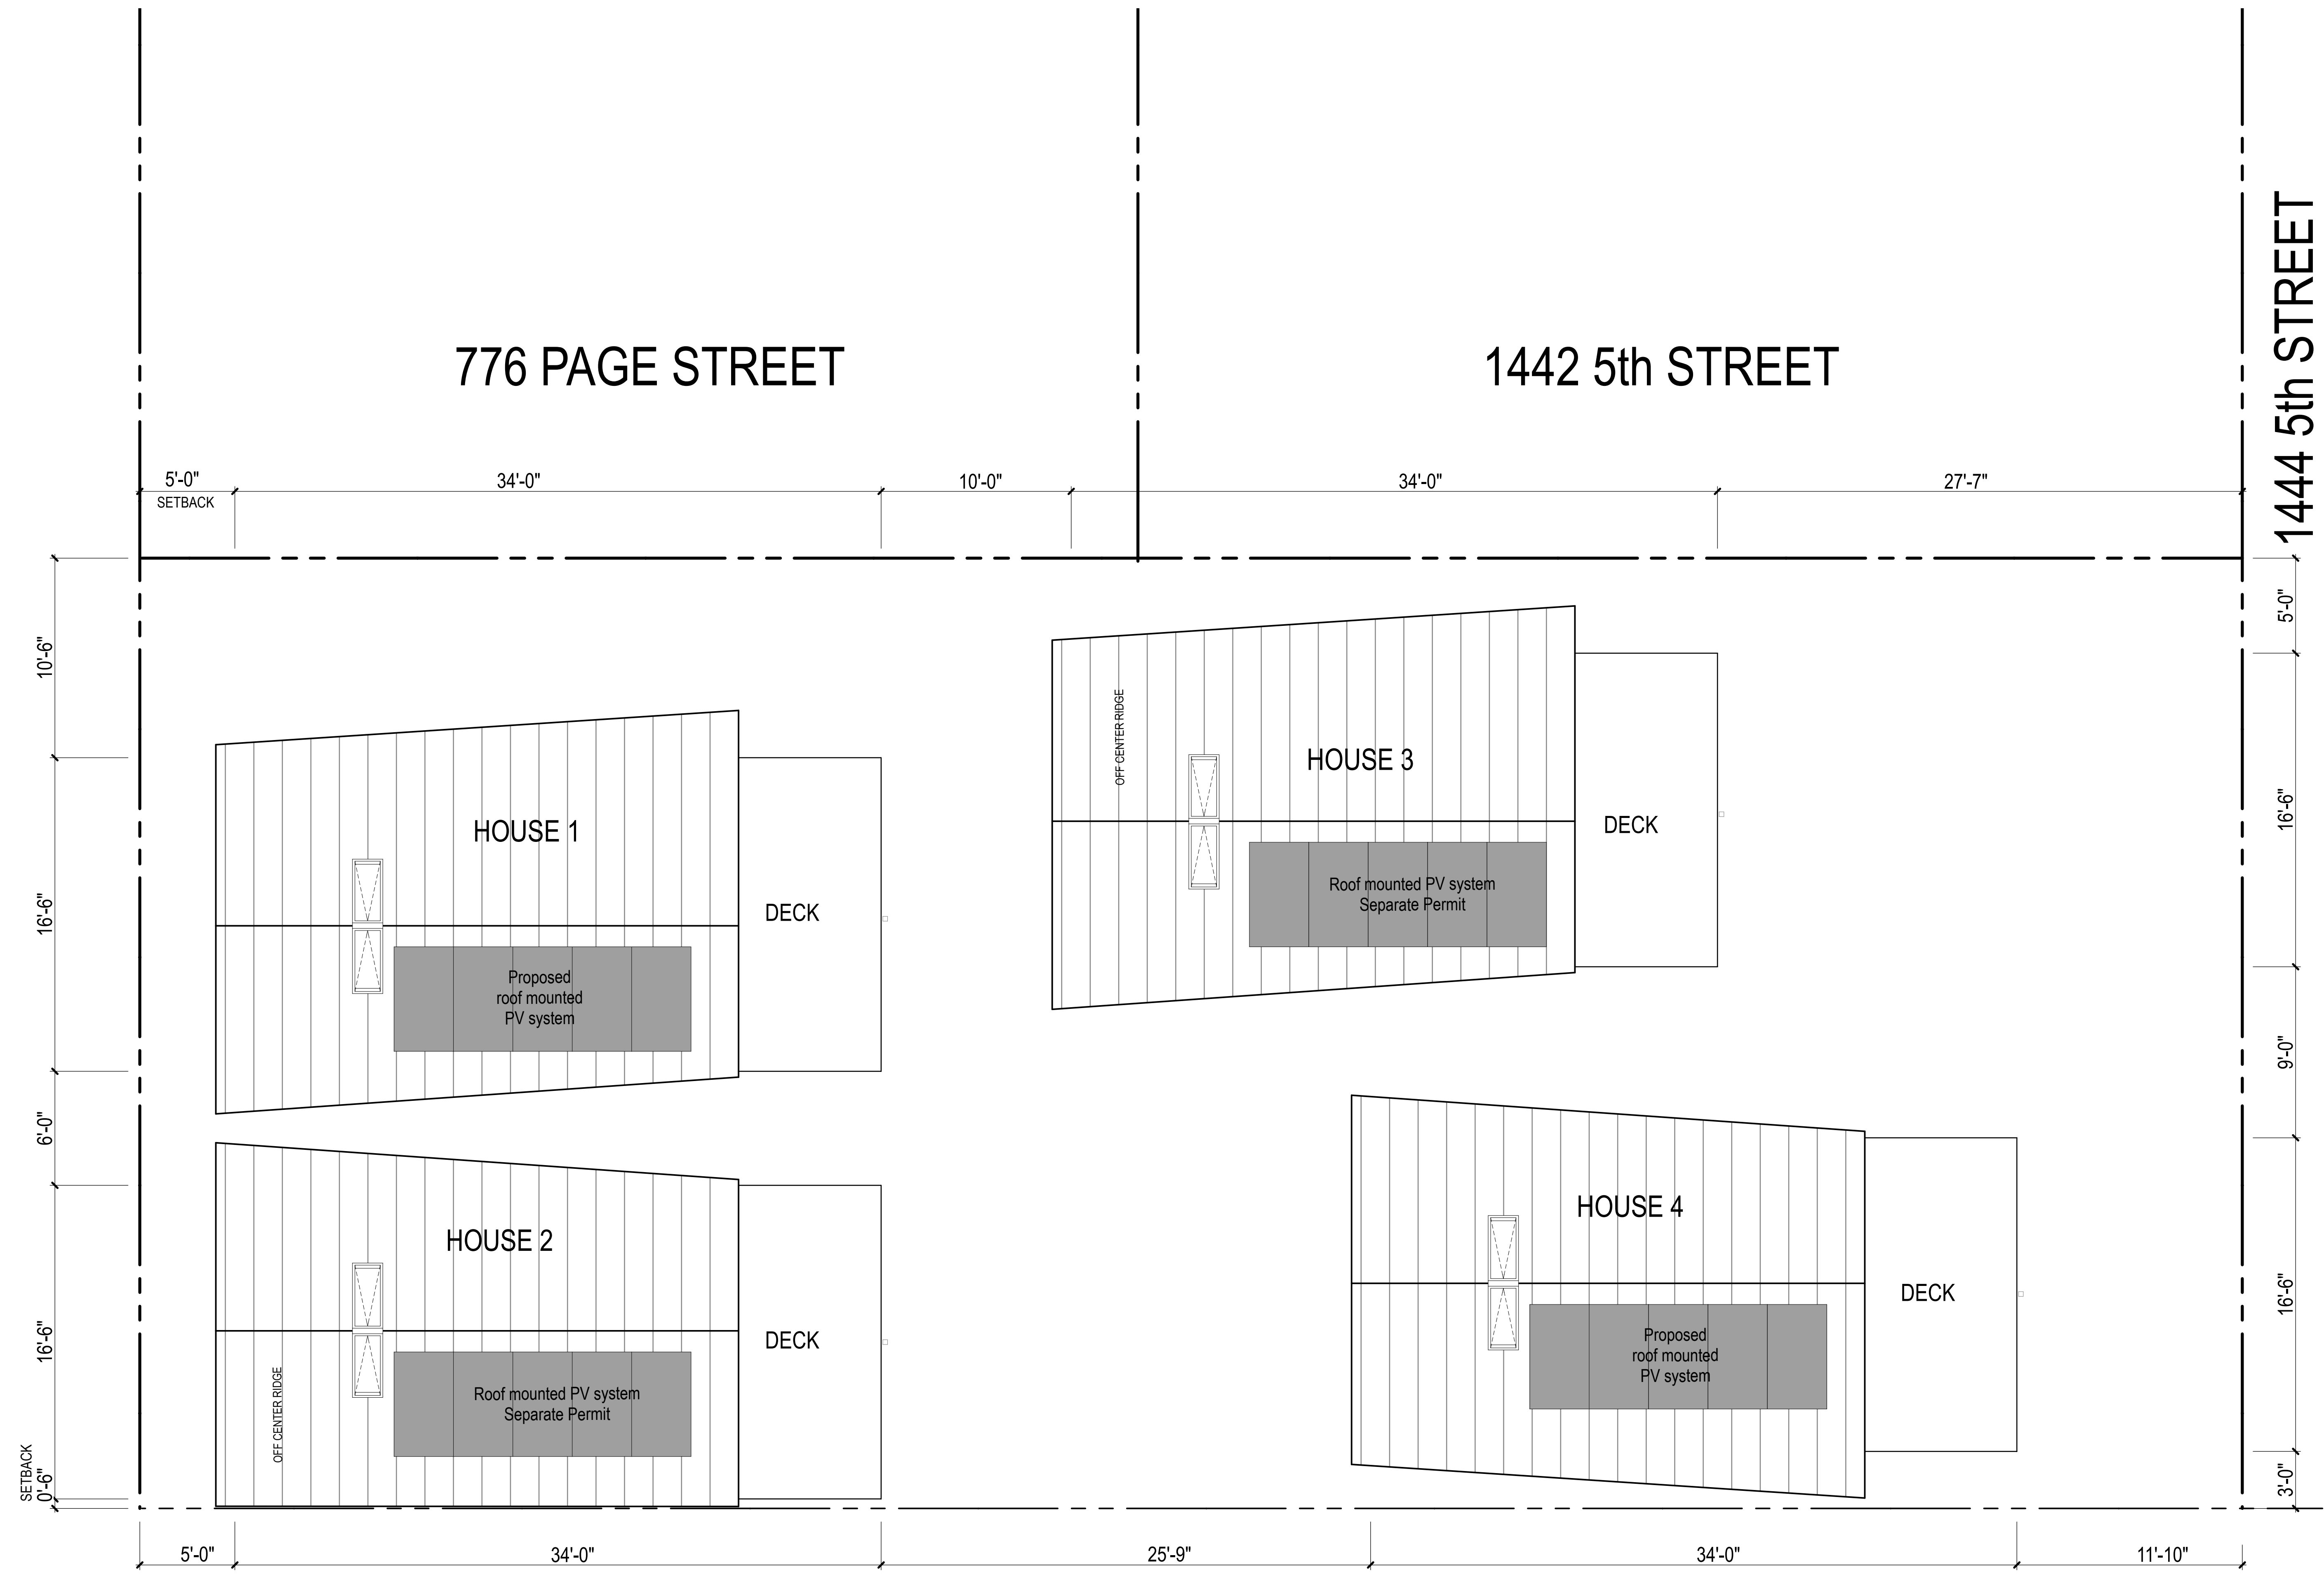 1444 5th STREET
776 PAGE STREET
1442 5th STREET
5'-0"
34'-0"
10'-0"
34'-0"
27'-7"
SETBACK
10'-6"
16'-6"
6'-0"
16'-6"
SETBACK
0'-6"
5'-0"
16'-6"
9'-0"
16'-6"
3'-0"
HOUSE 1
DECK
Proposed
roof mounted
PV system
OFF CENTER RIDGE
HOUSE 3
DECK
Roof mounted PV system
Separate Permit
HOUSE 2
DECK
Roof mounted PV system
Separate Permit
OFF CENTER RIDGE
HOUSE 4
DECK
Proposed
roof mounted
PV system
5'-0"
34'-0"
25'-9"
34'-0"
11'-10"